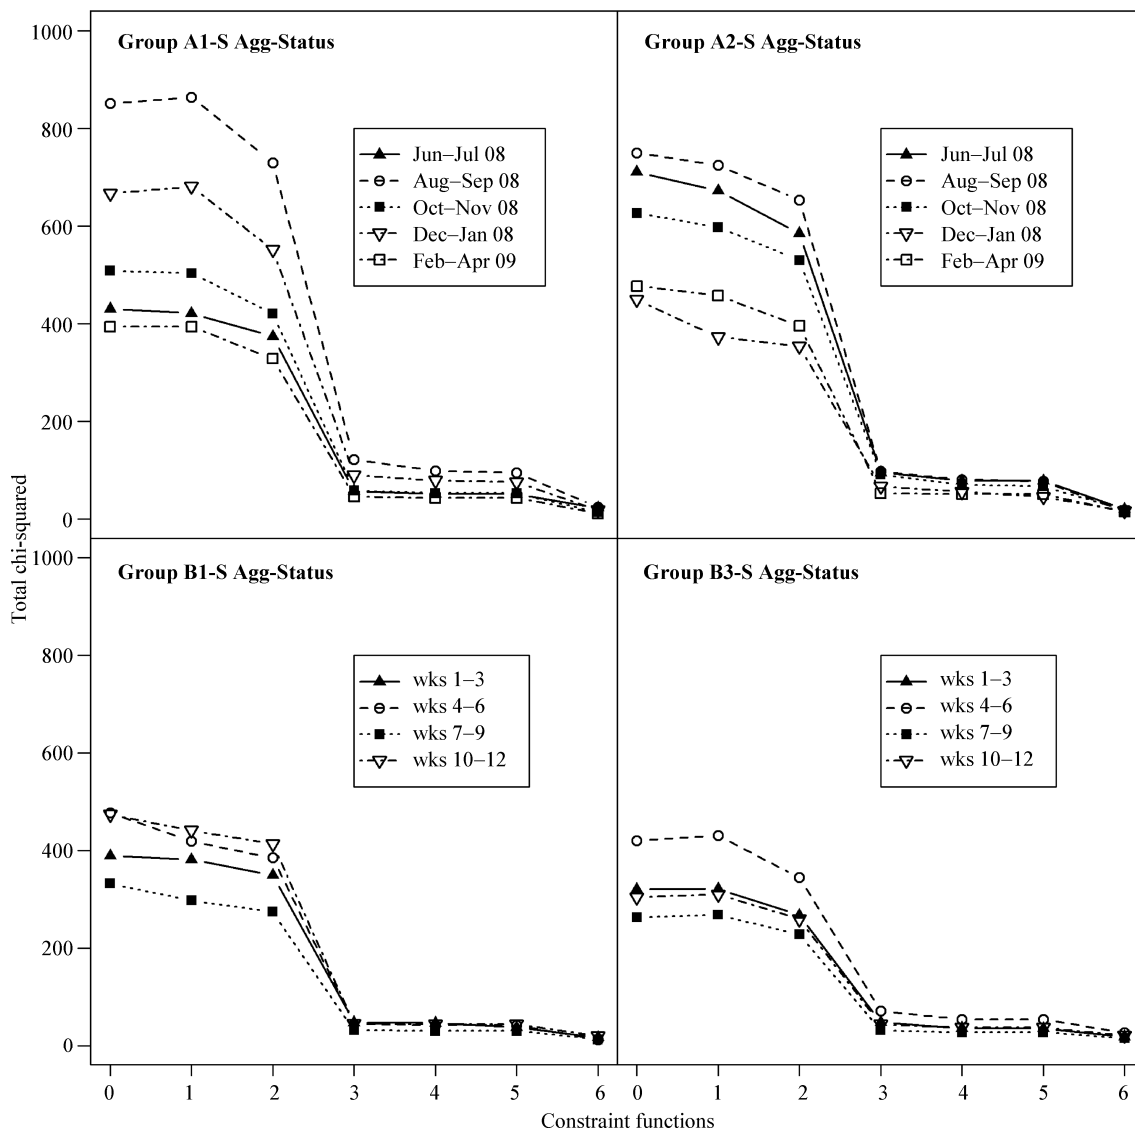 Group A1-S Agg-Status
Jun–Jul 08
Aug–Sep 08
Oct–Nov 08
Dec–Jan 08
Feb–Apr 09
1000
800
600
400
200
0
Group A2-S Agg-Status
Jun–Jul 08
Aug–Sep 08
Oct–Nov 08
Dec–Jan 08
Feb–Apr 09
Total chi-squared
Group B1-S Agg-Status
wks 1–3
wks 4–6
wks 7–9
wks 10–12
1000
800
600
400
200
0
0 1 2 3 4 5 6
Group B3-S Agg-Status
wks 1–3
wks 4–6
wks 7–9
wks 10–12
0 1 2 3 4 5 6
Constraint functions